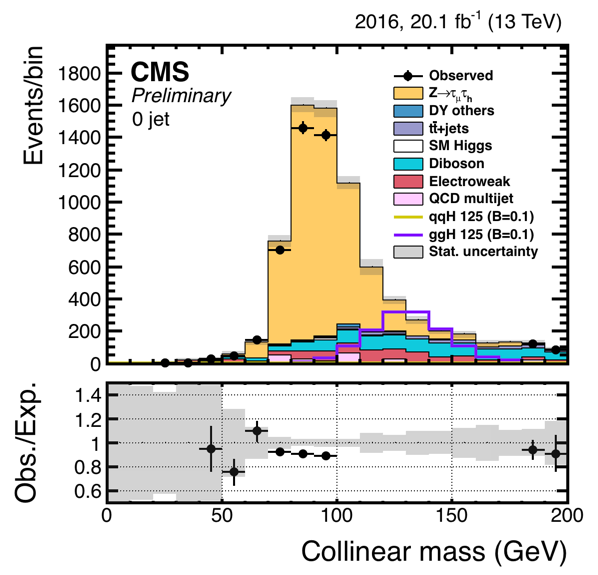 2016, 20.1 fb⁻¹ (13 TeV)
Events/bin
1800
1600
1400
1200
1000
800
600
400
200
0
CMS
Preliminary
0 jet
Observed
Z→τμτh
DY others
tt̄+jets
SM Higgs
Diboson
Electroweak
QCD multijet
qqH 125 (B=0.1)
ggH 125 (B=0.1)
Stat. uncertainty
Obs./Exp.
1.4
1.2
1
0.8
0.6
0 50 100 150 200
Collinear mass (GeV)